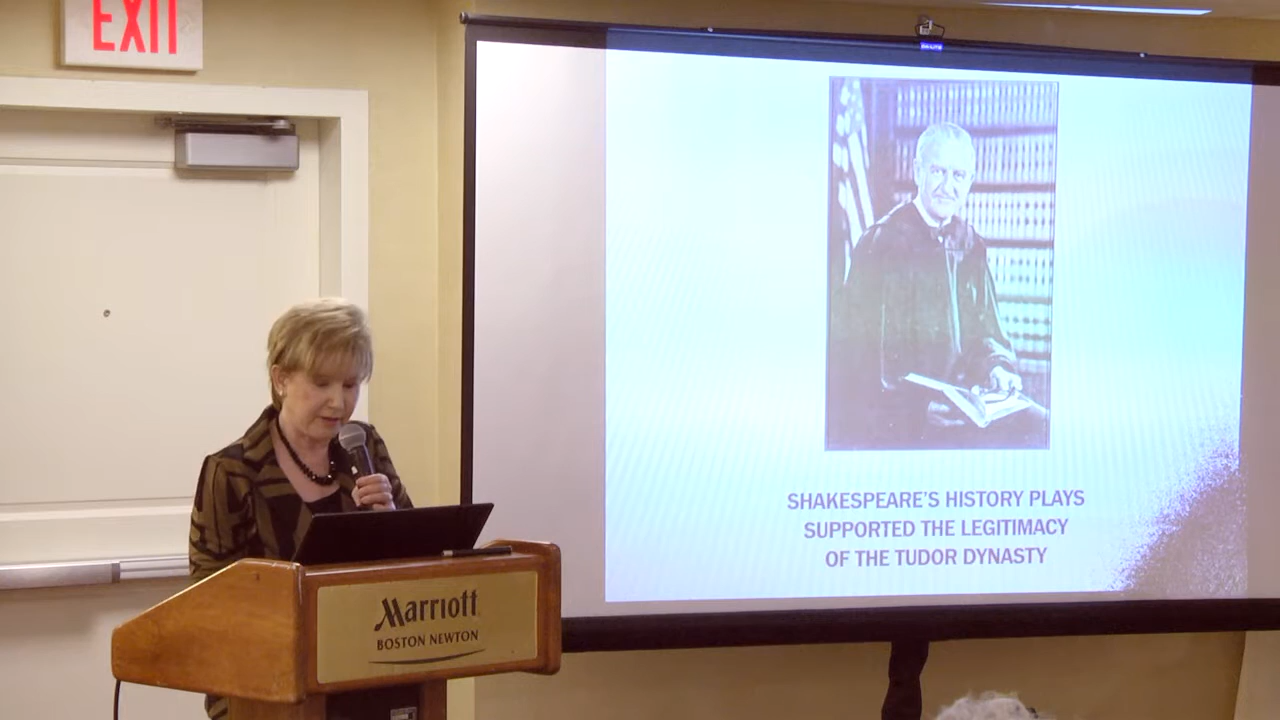 EXIT
SHAKESPEARE'S HISTORY PLAYS
SUPPORTED THE LEGITIMACY
OF THE TUDOR DYNASTY
Marriott
BOSTON NEWTON